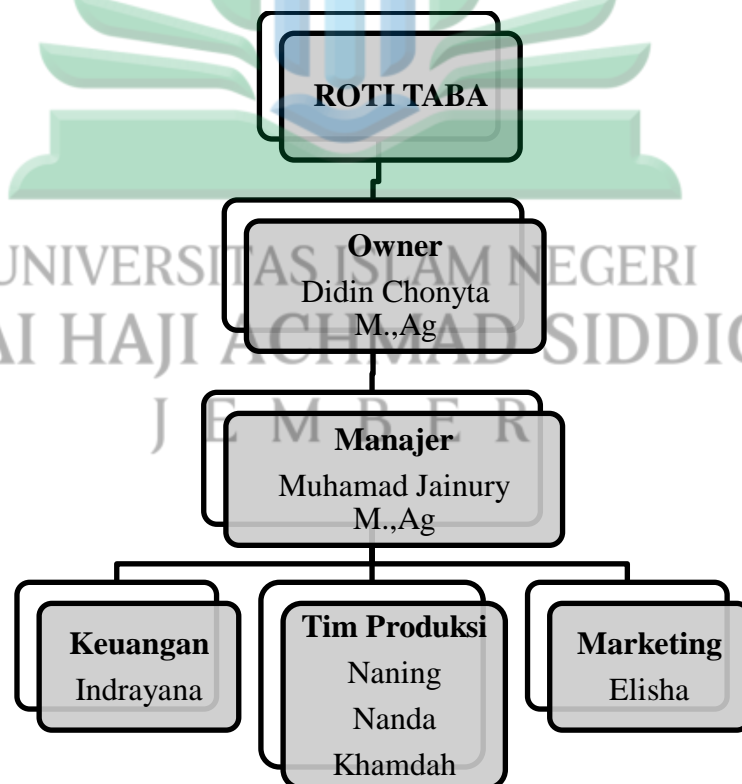 ROTI TABA
Owner
Didin Chonyta
M.,Ag
UNIVERSITAS ISLAM NEGERI
AI HAJI ACHMAD SIDDIQ
JEMBER
Manajer
Muhamad Jainury
M.,Ag
Keuangan
Indrayana
Tim Produksi
Naning
Nanda
Khamdah
Marketing
Elisha